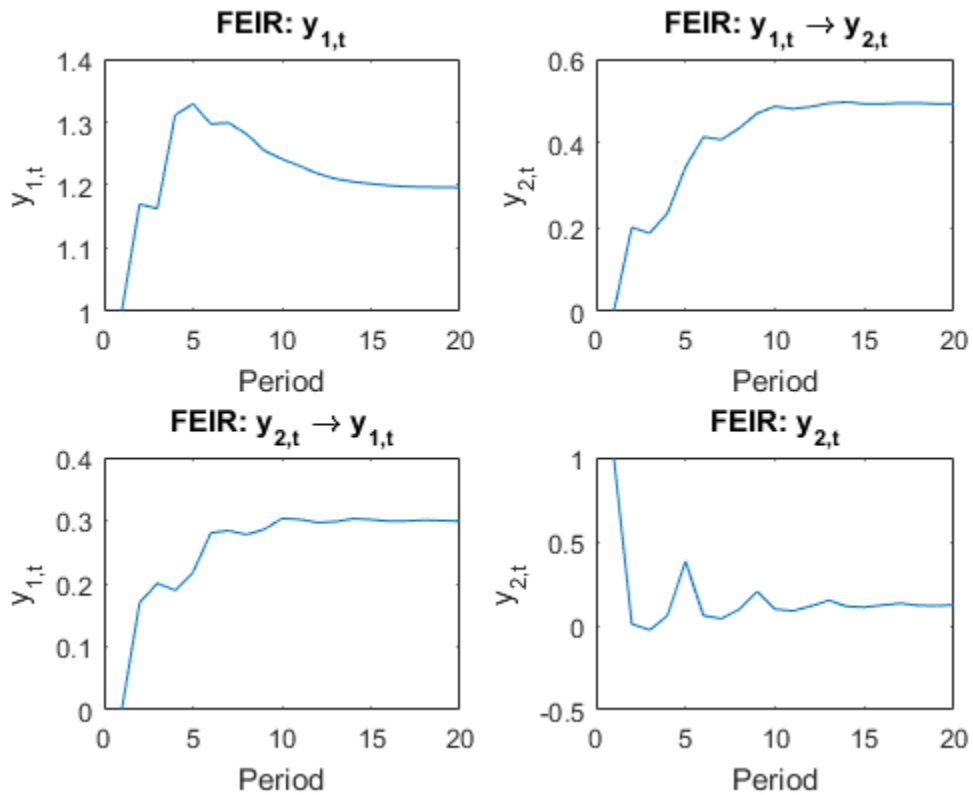 FEIR: y1,t
1.4
1.3
1.2
1.1
1
y1,t
0 5 10 15 20
Period
FEIR: y1,t → y2,t
0.6
0.4
0.2
0
y2,t
0 5 10 15 20
Period
FEIR: y2,t → y1,t
0.4
0.3
0.2
0.1
0
y1,t
0 5 10 15 20
Period
FEIR: y2,t
1
0.5
0
-0.5
y2,t
0 5 10 15 20
Period